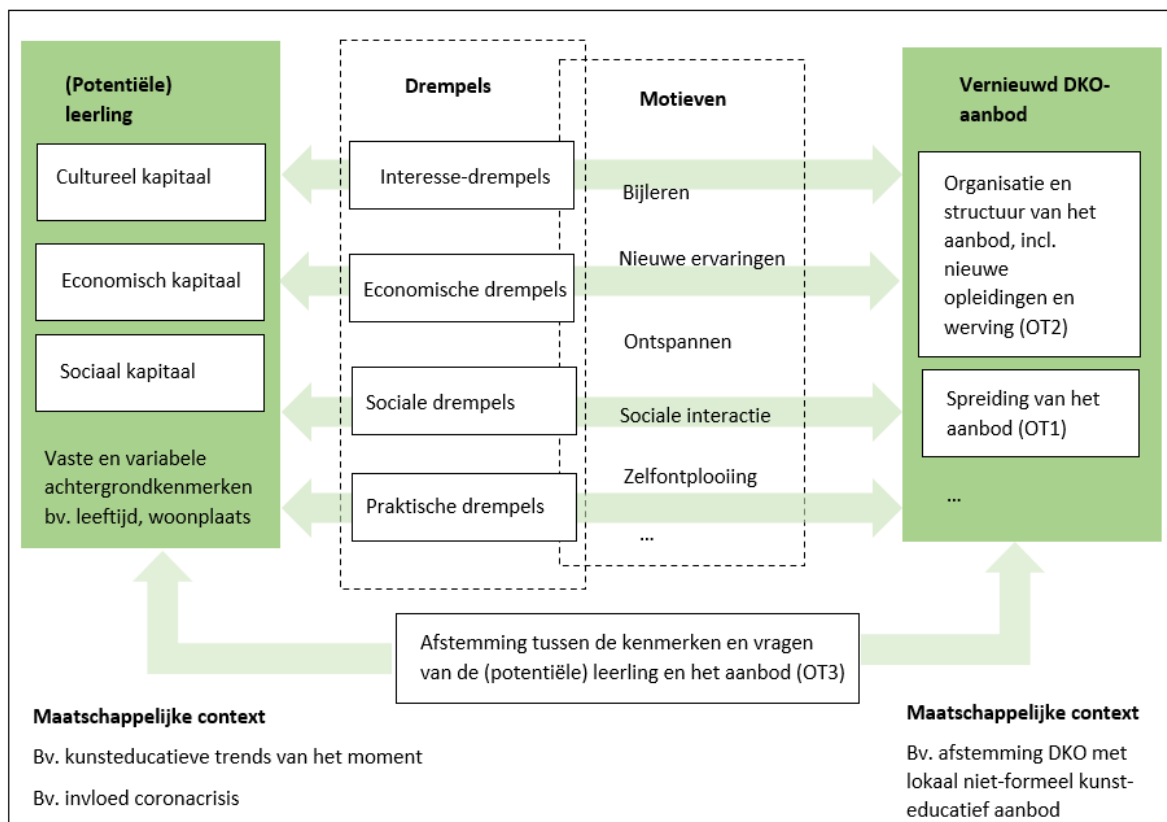 (Potentiële)
leerling
Cultureel kapitaal
Economisch kapitaal
Sociaal kapitaal
Vaste en variabele
achtergrondkenmerken
bv. leeftijd, woonplaats
Drempels
Interesse-drempels
Economische drempels
Sociale drempels
Praktische drempels
Motieven
Bijleren
Nieuwe ervaringen
Ontspannen
Sociale interactie
Zelfontplooiing
...
Vernieuwd DKO-
aanbod
Organisatie en
structuur van het
aanbod, incl.
nieuwe
opleidingen en
werving (OT2)
Spreiding van het
aanbod (OT1)
...
Afstemming tussen de kenmerken en vragen
van de (potentiële) leerling en het aanbod (OT3)
Maatschappelijke context
Bv. kunsteducatieve trends van het moment
Bv. invloed coronacrisis
Maatschappelijke context
Bv. afstemming DKO met
lokaal niet-formeel kunst-
educatief aanbod